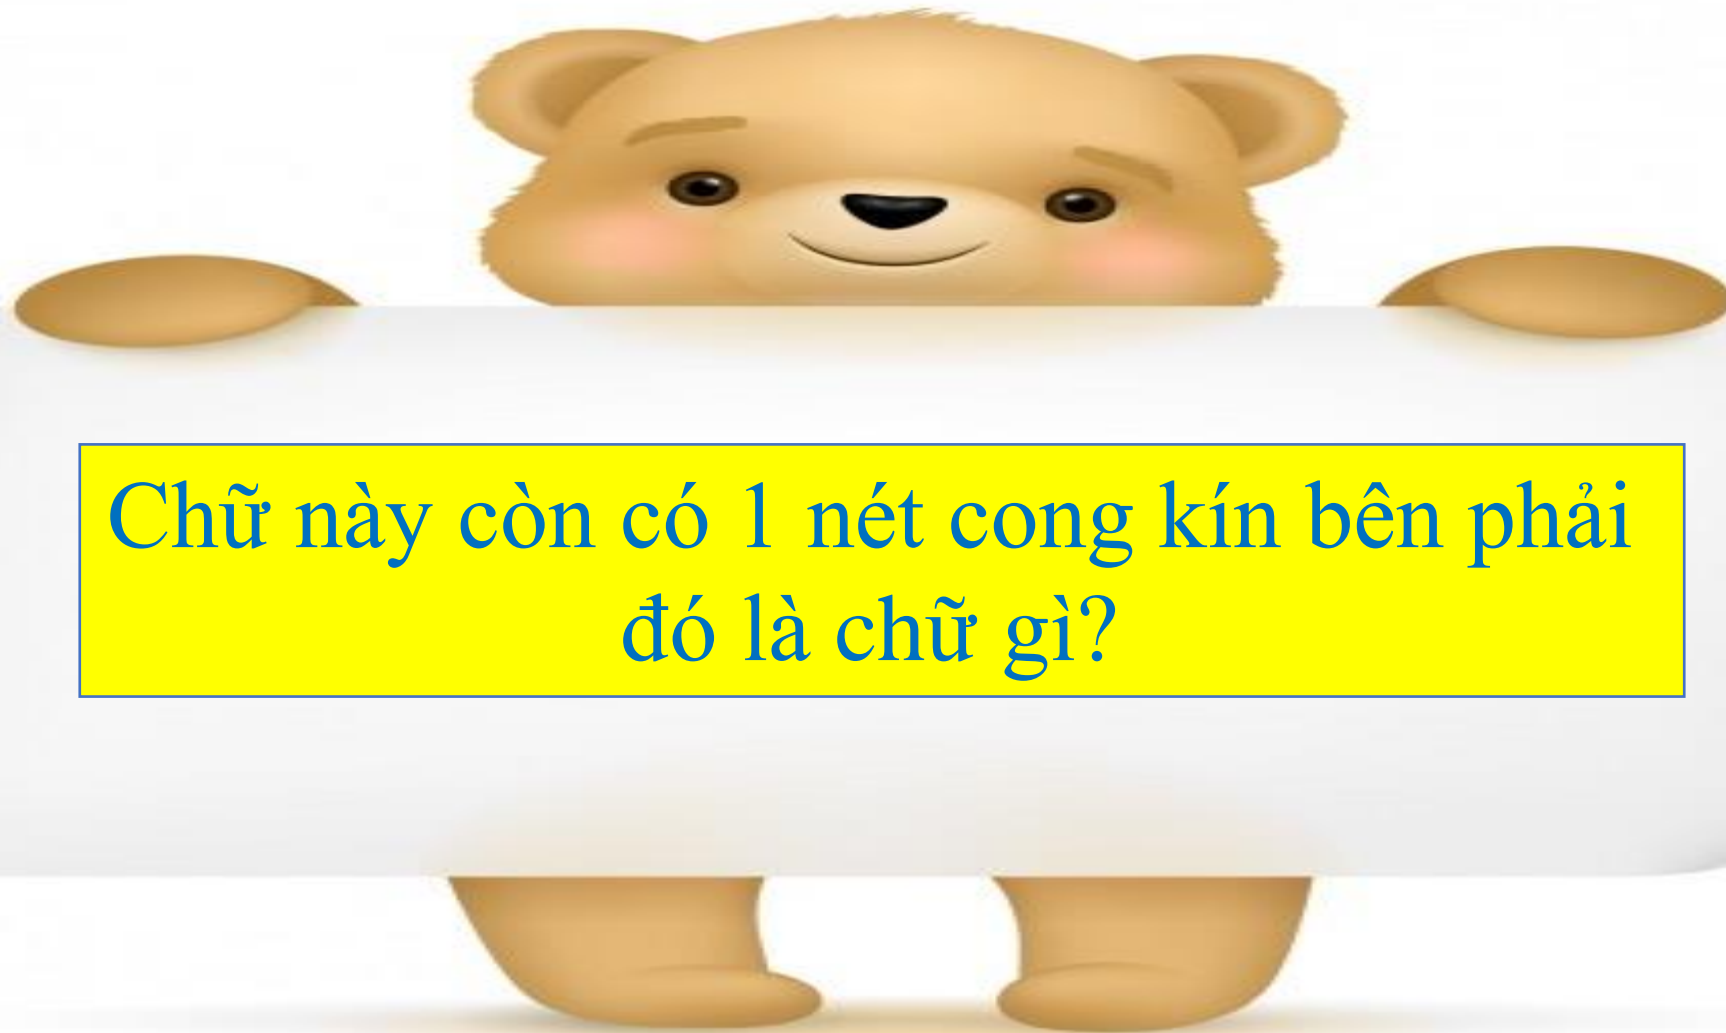 Chữ này còn có 1 nét cong kín bên phải
đó là chữ gì?